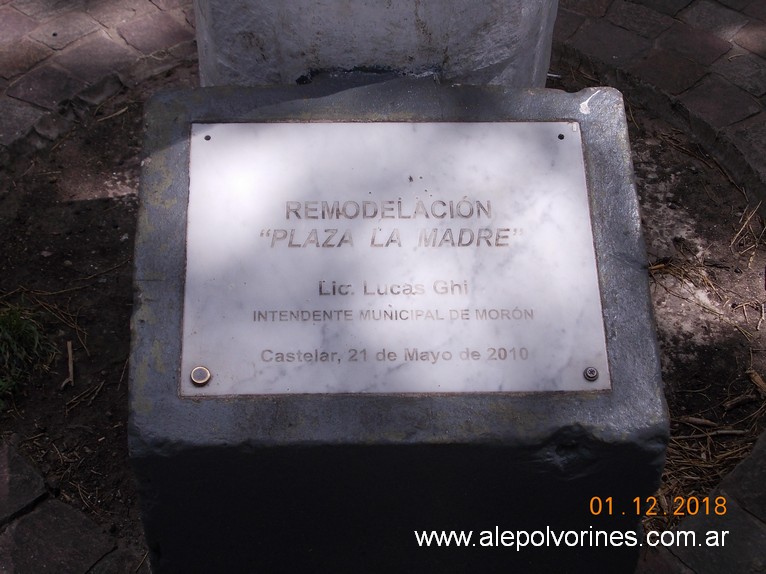 REMODELACIÓN
“PLAZA LA MADRE”
Lic. Lucas Ghi
INTENDENTE MUNICIPAL DE MORÓN
Castelar, 21 de Mayo de 2010
01.12.2018
www.alepolvorines.com.ar